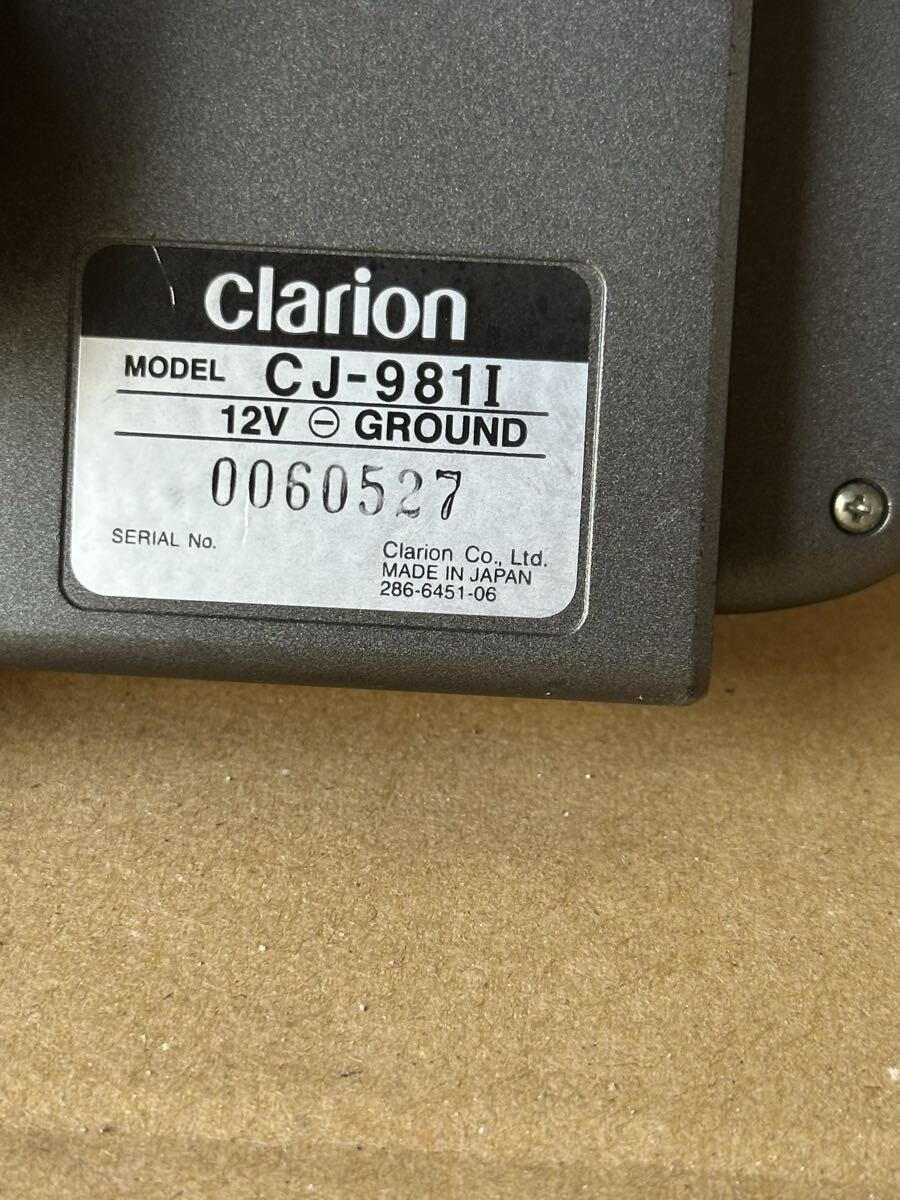 clarion
MODEL CJ-981I
12V ⊖ GROUND
0060527
SERIAL No.
Clarion Co., Ltd.
MADE IN JAPAN
286-6451-06